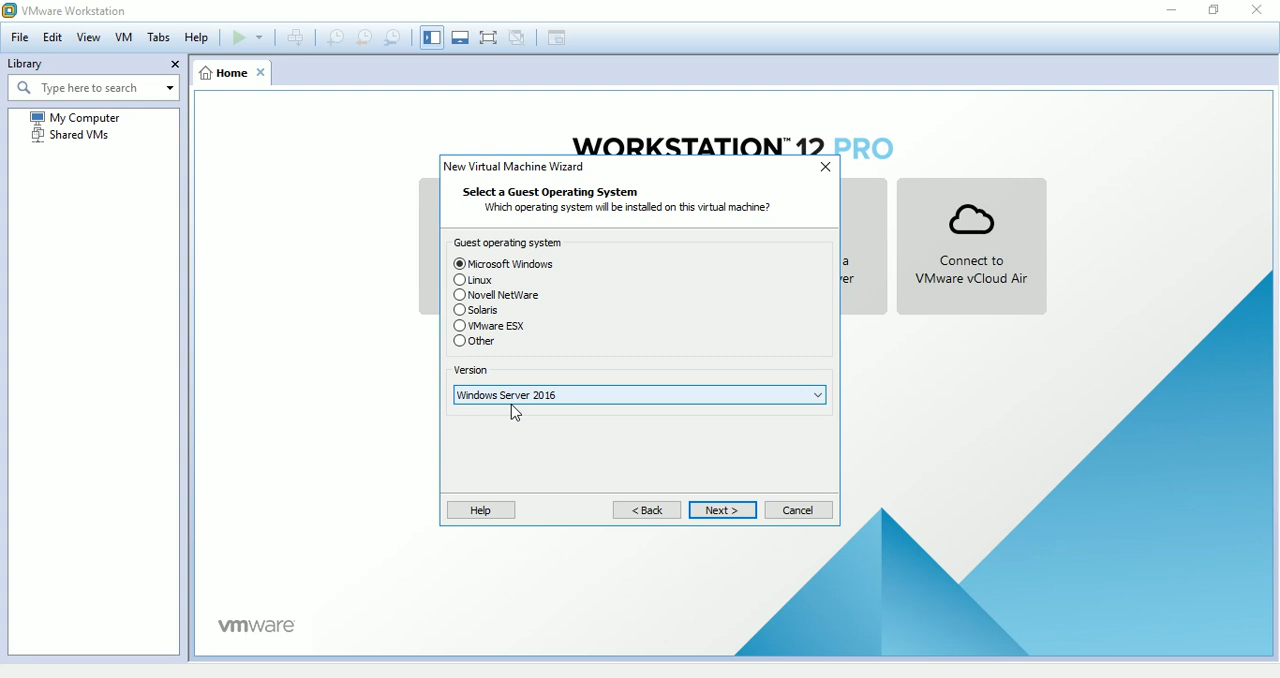 VMware Workstation
File Edit View VM Tabs Help
Library
Type here to search
My Computer
Shared VMs
Home
WORKSTATION™ 12 PRO
New Virtual Machine Wizard
Select a Guest Operating System
Which operating system will be installed on this virtual machine?
Guest operating system
Microsoft Windows
Linux
Novell NetWare
Solaris
VMware ESX
Other
Version
Windows Server 2016
Help < Back Next > Cancel
a
er
Connect to
VMware vCloud Air
vmware